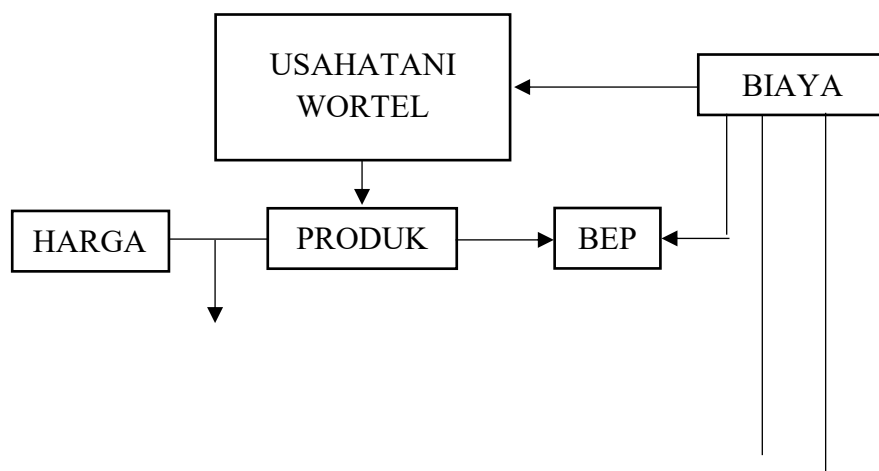 USAHATANI
WORTEL
BIAYA
HARGA
PRODUK
BEP